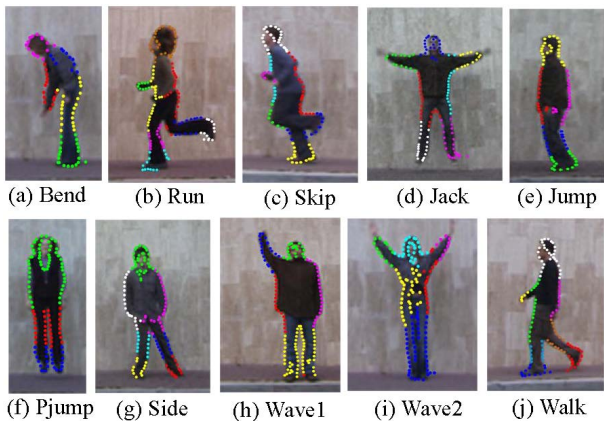 (a) Bend (b) Run (c) Skip (d) Jack (e) Jump
(f) Pjump (g) Side (h) Wave1 (i) Wave2 (j) Walk